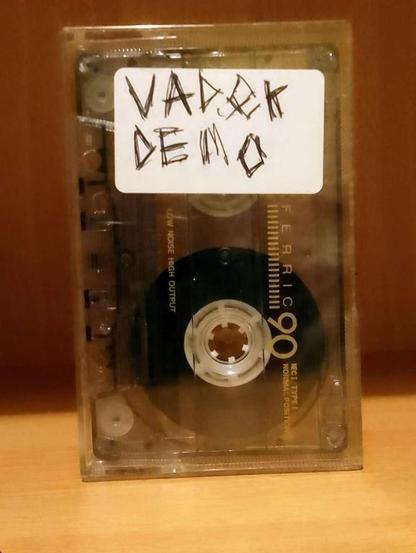 VADER
DEMO
LOW NOISE HIGH OUTPUT
FERRIC 90
IEC I/TYPE I
NORMAL POSITION